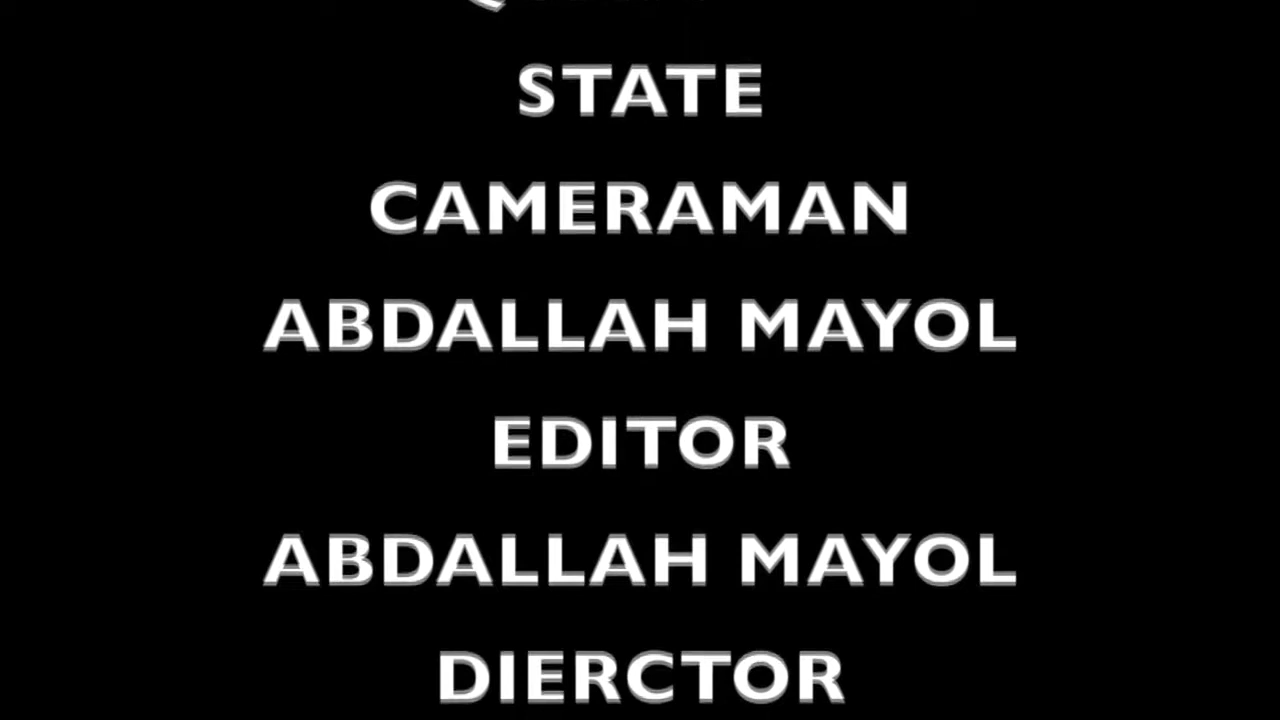 STATE
CAMERAMAN
ABDALLAH MAYOL
EDITOR
ABDALLAH MAYOL
DIERCTOR